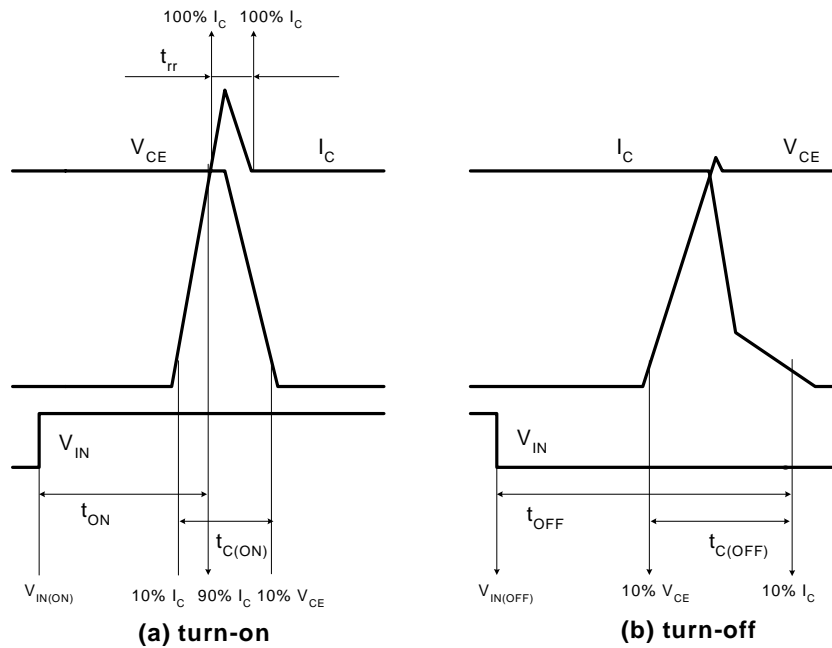 100% I_C 100% I_C
t_rr
V_CE I_C I_C V_CE
V_IN V_IN
t_ON t_OFF
t_C(ON) t_C(OFF)
V_IN(ON) 10% I_C 90% I_C 10% V_CE V_IN(OFF) 10% V_CE 10% I_C
(a) turn-on (b) turn-off